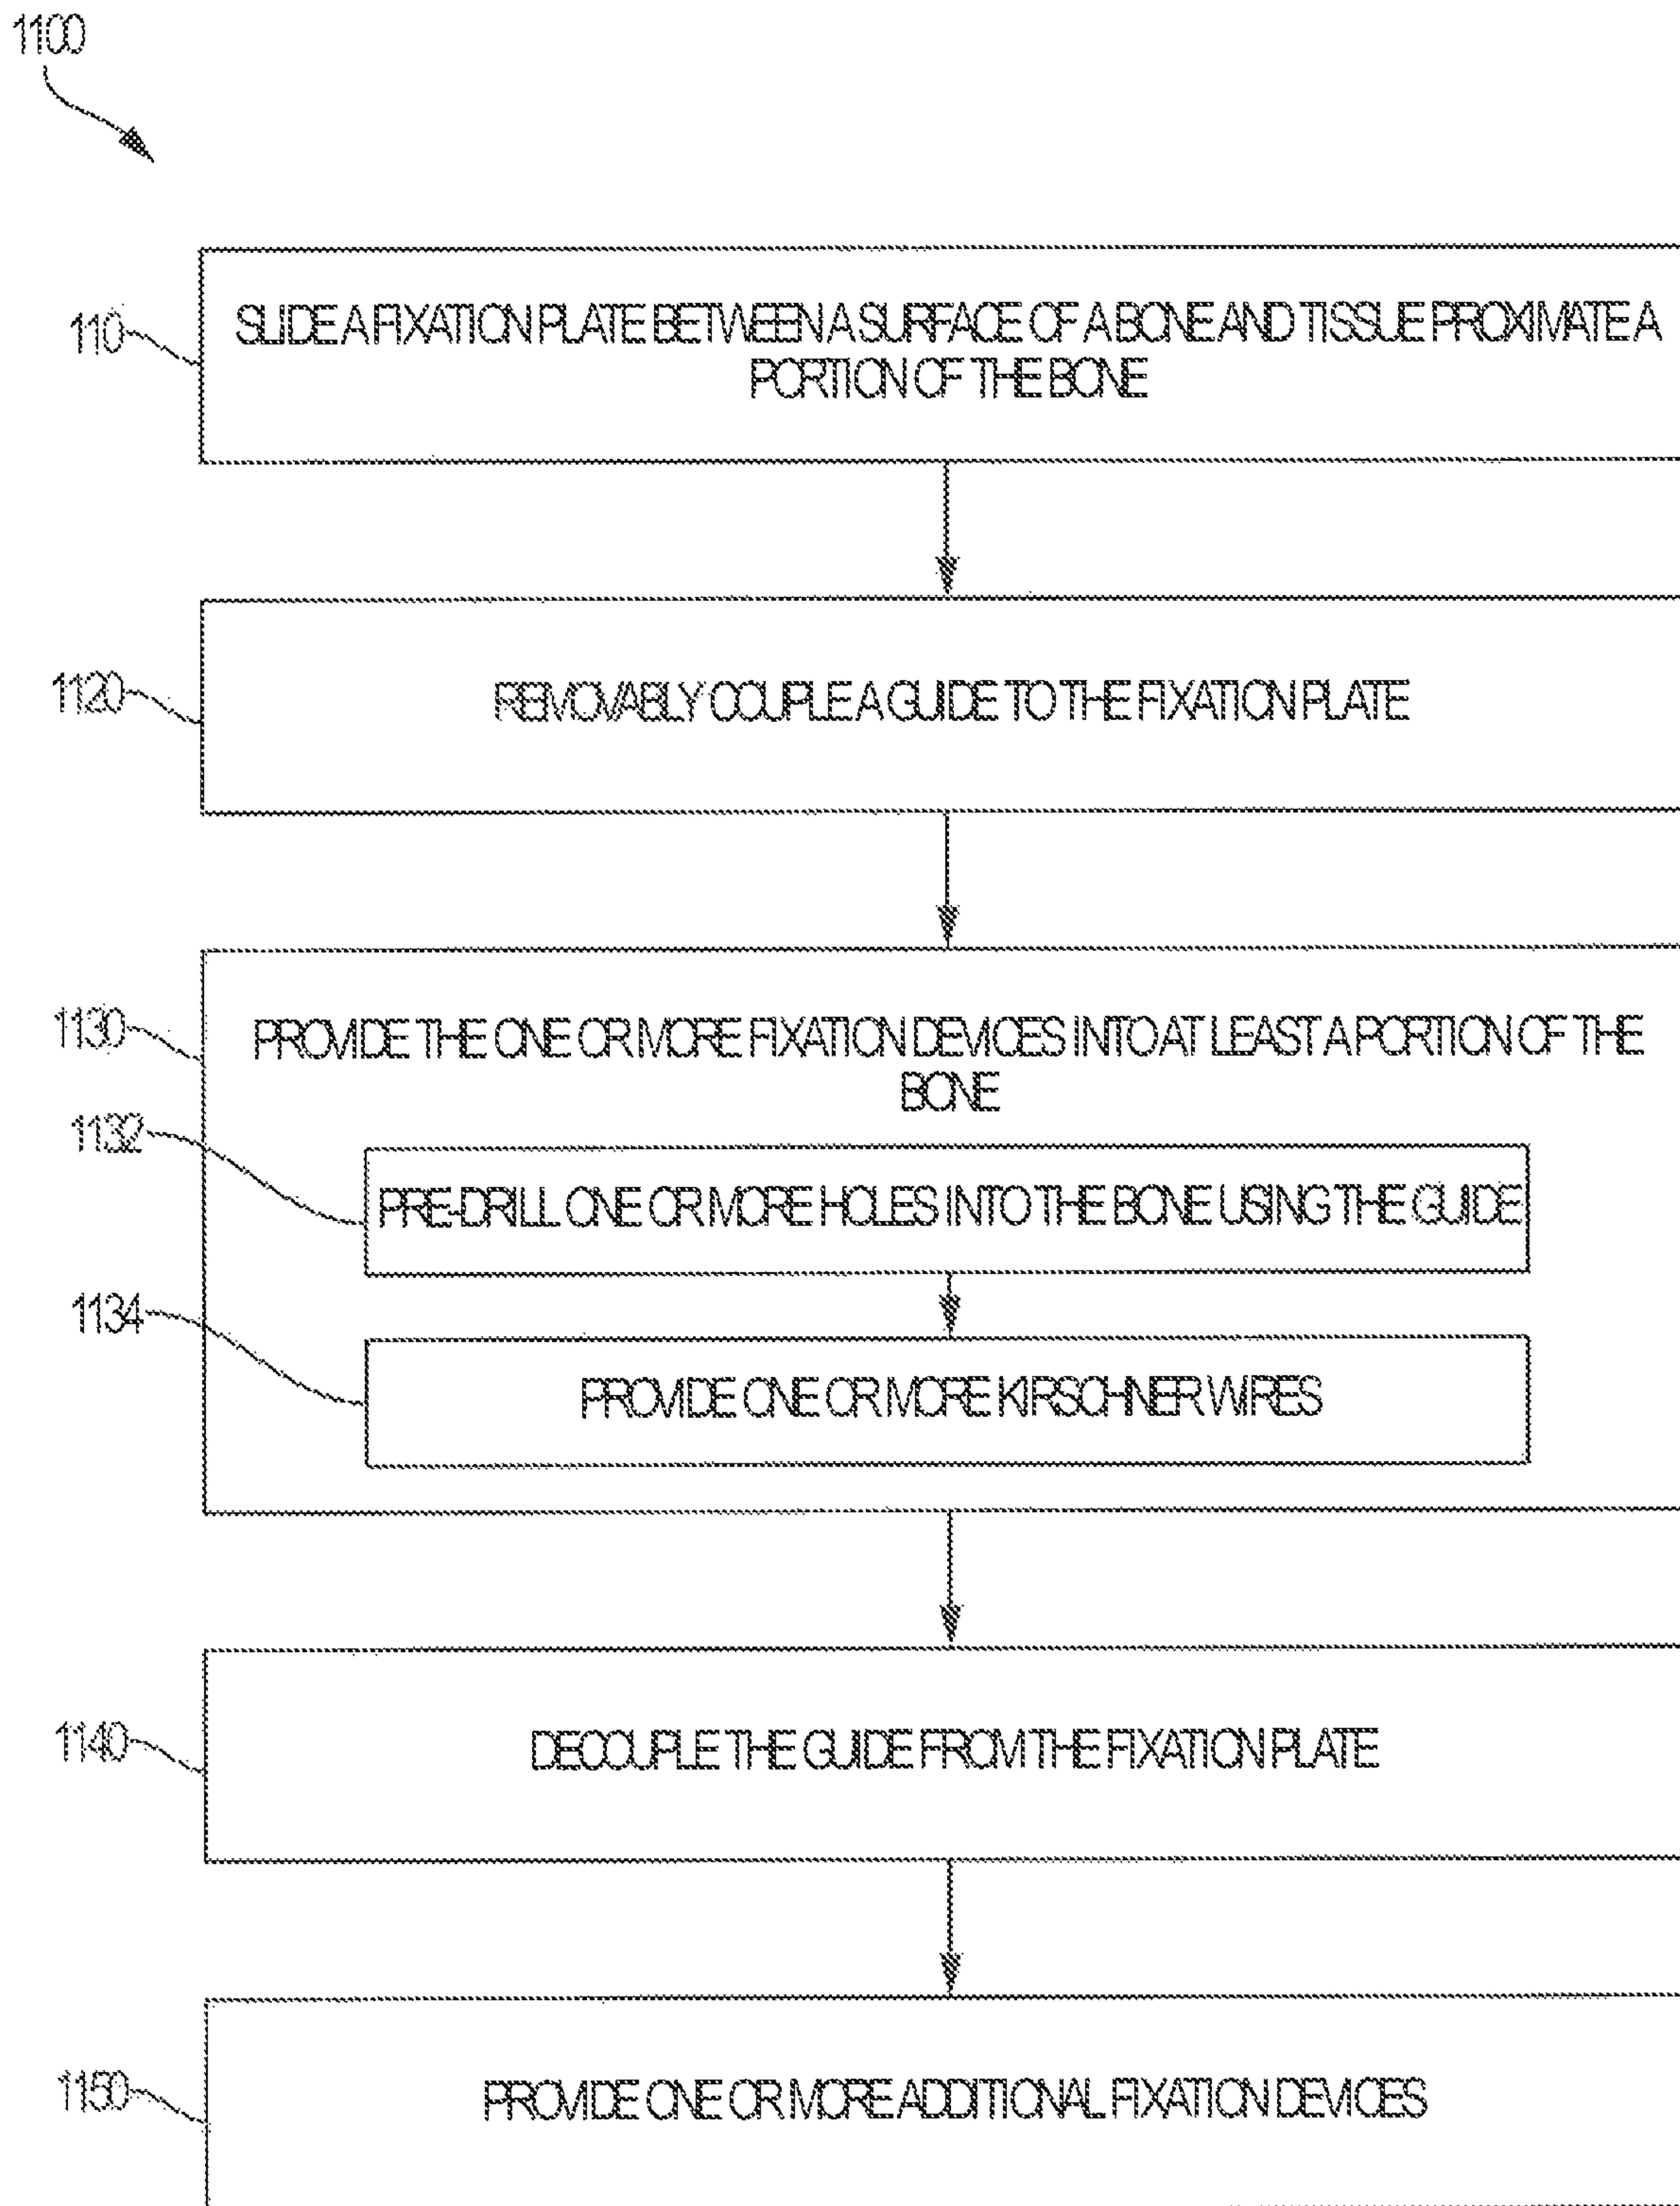 1100
110
SLIDE A FIXATION PLATE BETWEEN A SURFACE OF A BONE AND TISSUE PROXIMATE A
PORTION OF THE BONE
1120
REMOVABLY COUPLE A GUIDE TO THE FIXATION PLATE
1130
PROVIDE THE ONE OR MORE FIXATION DEVICES INTO AT LEAST A PORTION OF THE
BONE
1132
PRE-DRILL ONE OR MORE HOLES INTO THE BONE USING THE GUIDE
1134
PROVIDE ONE OR MORE KIRSCHNER WIRES
1140
DECOUPLE THE GUIDE FROM THE FIXATION PLATE
1150
PROVIDE ONE OR MORE ADDITIONAL FIXATION DEVICES